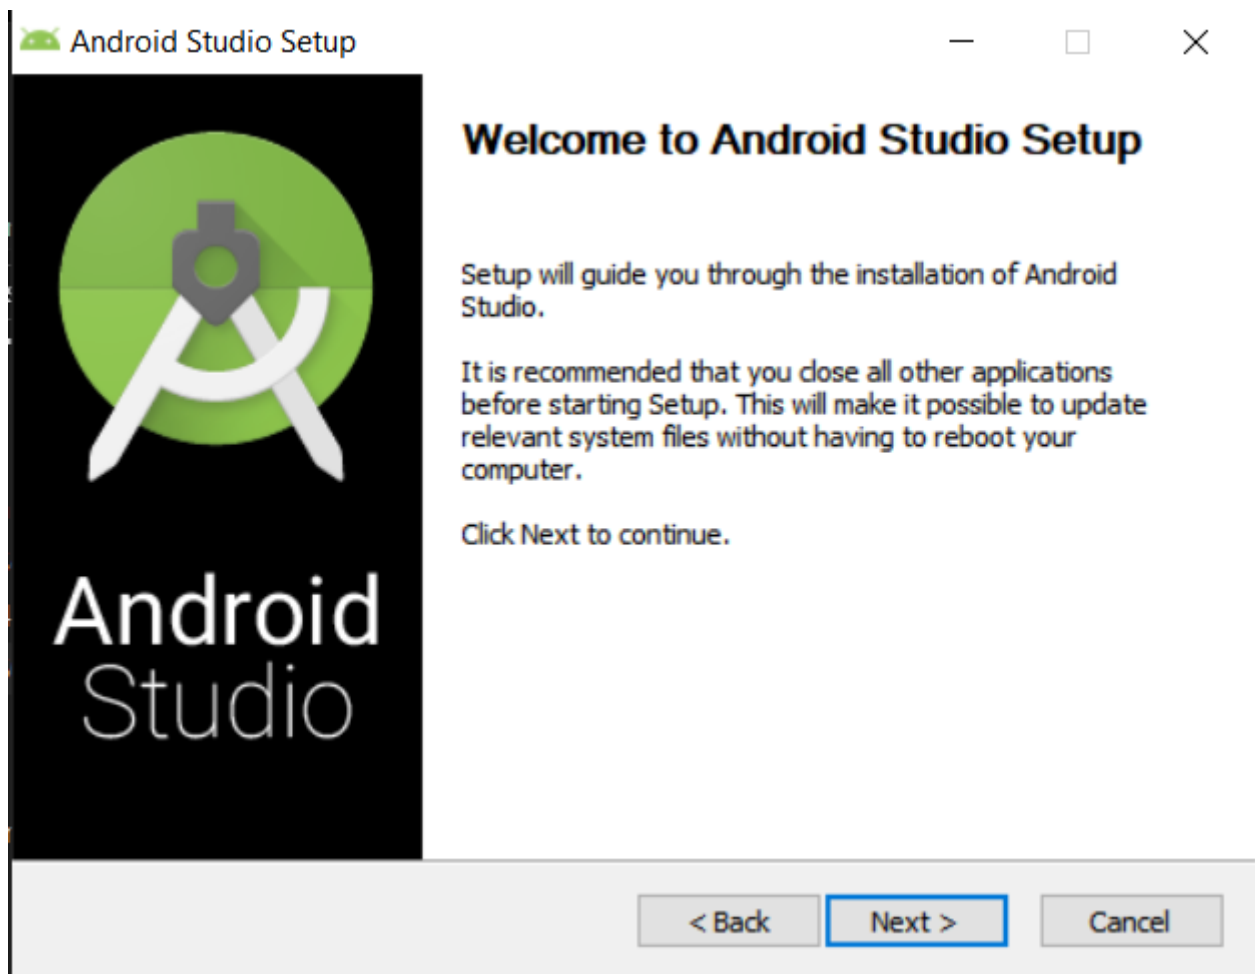 Android Studio Setup
Android
Studio
Welcome to Android Studio Setup
Setup will guide you through the installation of Android
Studio.
It is recommended that you close all other applications
before starting Setup. This will make it possible to update
relevant system files without having to reboot your
computer.
Click Next to continue.
< Back
Next >
Cancel